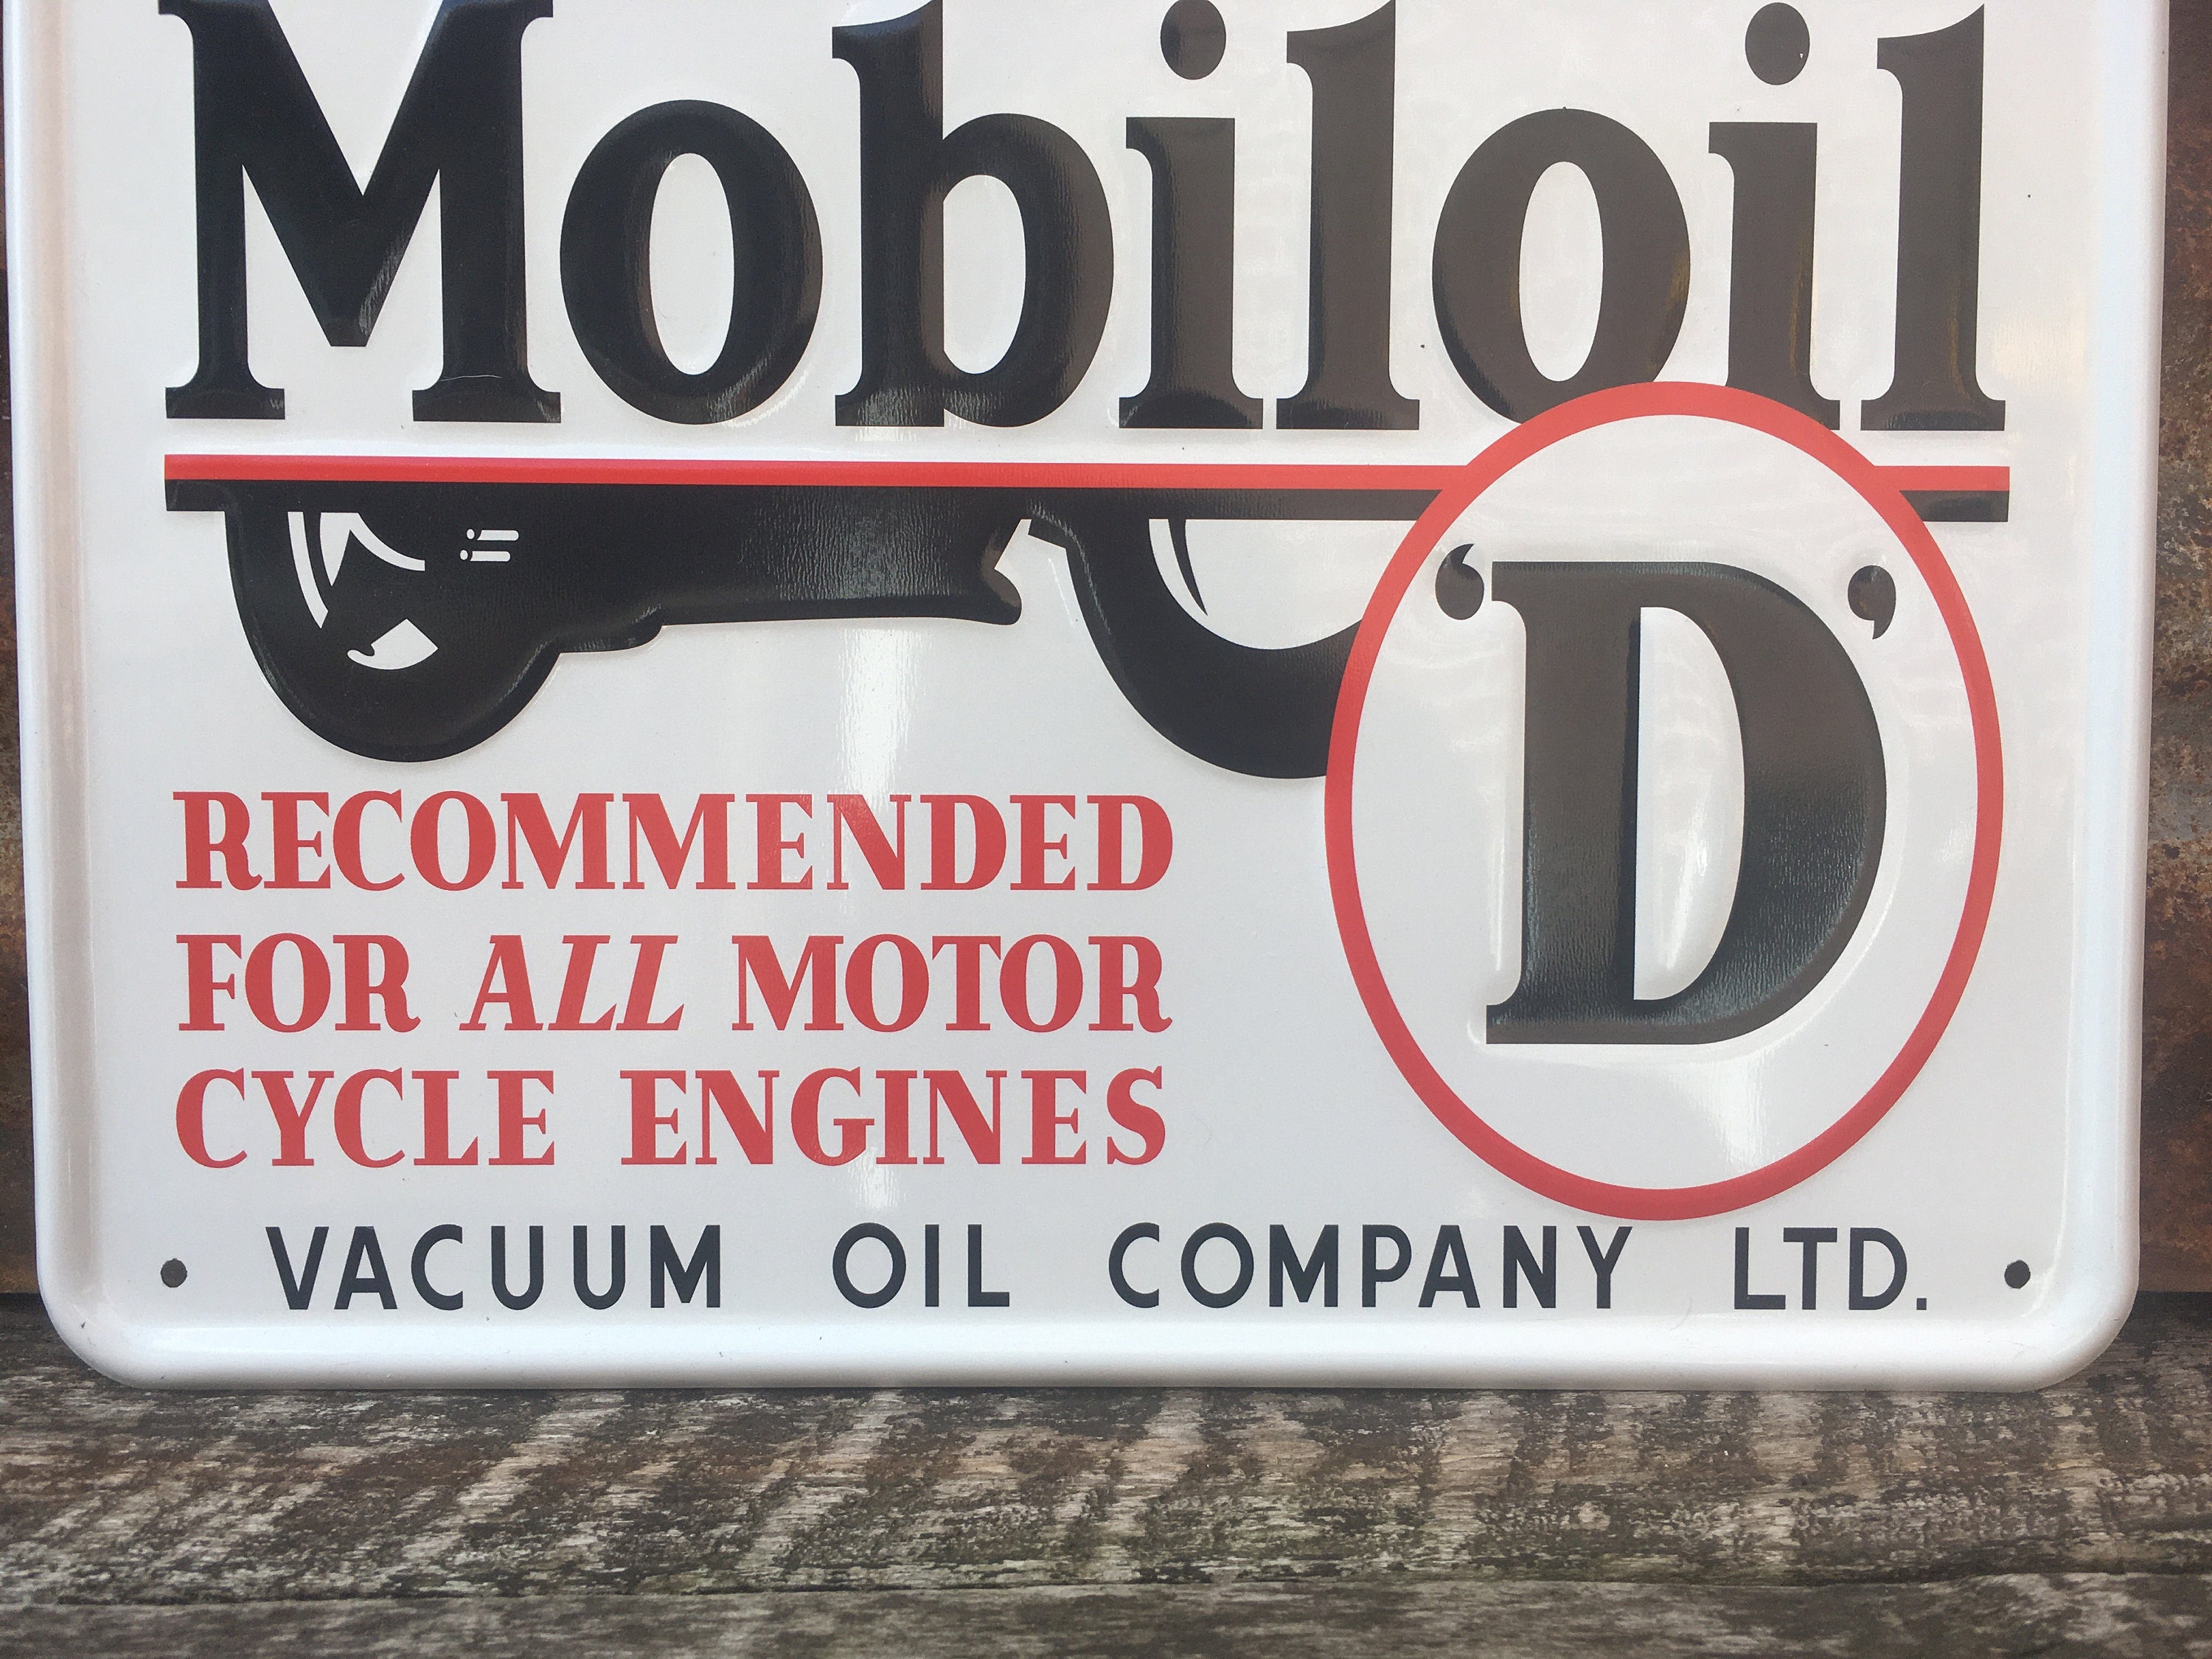 Mobiloil
'D'
RECOMMENDED
FOR ALL MOTOR
CYCLE ENGINES
VACUUM OIL COMPANY LTD.